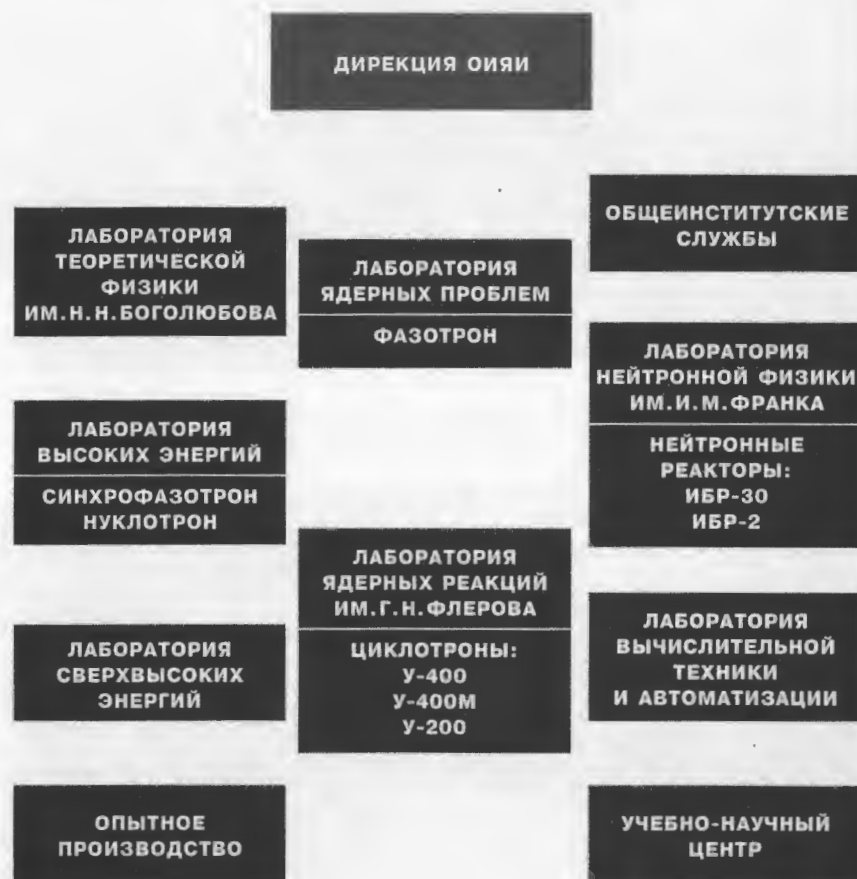 ДИРЕКЦИЯ ОИЯИ
ЛАБОРАТОРИЯ
ТЕОРЕТИЧЕСКОЙ
ФИЗИКИ
ИМ.Н.Н.БОГОЛЮБОВА
ЛАБОРАТОРИЯ
ВЫСОКИХ ЭНЕРГИЙ
СИНХРОФАЗОТРОН
НУКЛОТРОН
ЛАБОРАТОРИЯ
СВЕРХВЫСОКИХ
ЭНЕРГИЙ
ОПЫТНОЕ
ПРОИЗВОДСТВО
ЛАБОРАТОРИЯ
ЯДЕРНЫХ ПРОБЛЕМ
ФАЗОТРОН
ЛАБОРАТОРИЯ
ЯДЕРНЫХ РЕАКЦИЙ
ИМ.Г.Н.ФЛЕРОВА
ЦИКЛОТРОНЫ:
У-400
У-400М
У-200
ОБЩЕИНСТИТУТСКИЕ
СЛУЖБЫ
ЛАБОРАТОРИЯ
НЕЙТРОННОЙ ФИЗИКИ
ИМ.И.М.ФРАНКА
НЕЙТРОННЫЕ
РЕАКТОРЫ:
ИБР-30
ИБР-2
ЛАБОРАТОРИЯ
ВЫЧИСЛИТЕЛЬНОЙ
ТЕХНИКИ
И АВТОМАТИЗАЦИИ
УЧЕБНО-НАУЧНЫЙ
ЦЕНТР